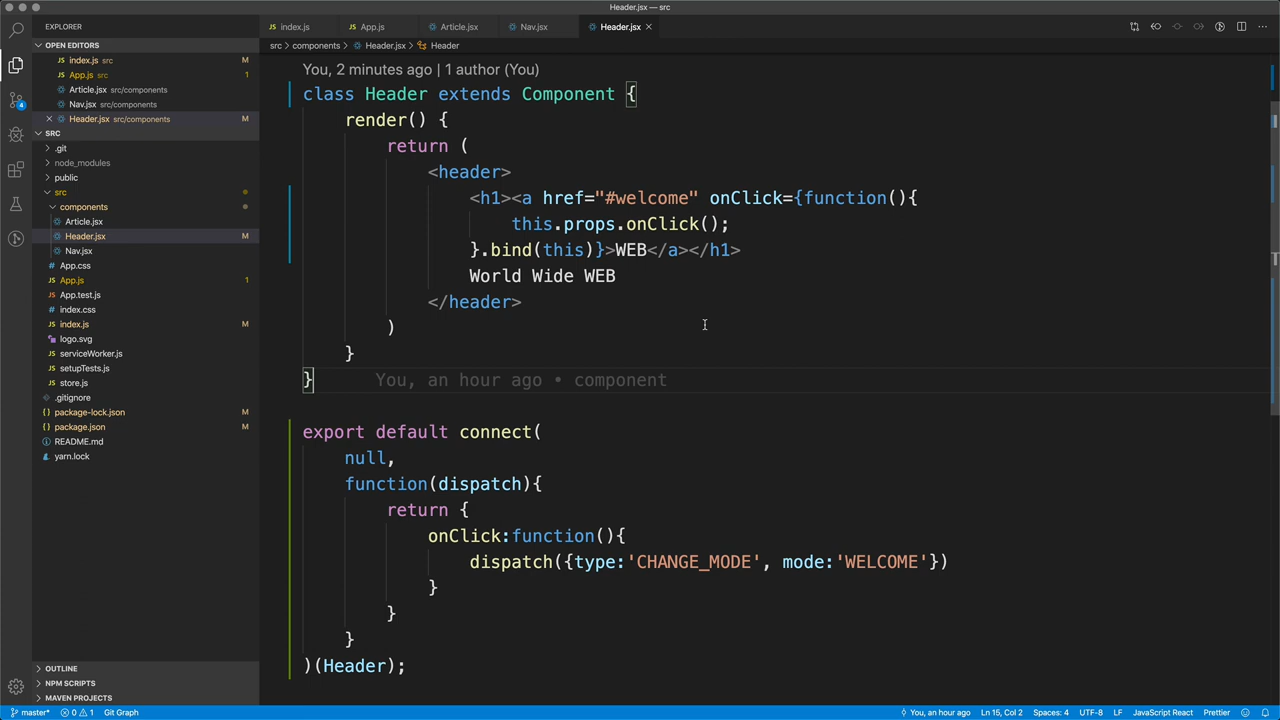 Header.jsx — src
EXPLORER
index.js
App.js
Article.jsx
Nav.jsx
Header.jsx
src > components > Header.jsx > Header
OPEN EDITORS
index.js src M
App.js src 1
Article.jsx src/components
Nav.jsx src/components
Header.jsx src/components M
SRC
.git
node_modules
public
src
components
Article.jsx
Header.jsx M
Nav.jsx
App.css
App.js 1
App.test.js
index.css
index.js M
logo.svg
serviceWorker.js
setupTests.js
store.js
.gitignore
package-lock.json M
package.json M
README.md
yarn.lock
OUTLINE
NPM SCRIPTS
MAVEN PROJECTS
4
You, 2 minutes ago | 1 author (You)
class Header extends Component {
render() {
return (
<header>
<h1><a href="#welcome" onClick={function(){
this.props.onClick();
}.bind(this)}>WEB</a></h1>
World Wide WEB
</header>
)
}
} You, an hour ago • component
export default connect(
null,
function(dispatch){
return {
onClick:function(){
dispatch({type:'CHANGE_MODE', mode:'WELCOME'})
}
}
}
)(Header);
master* 0 1 Git Graph You, an hour ago Ln 15, Col 2 Spaces: 4 UTF-8 LF JavaScript React Prettier